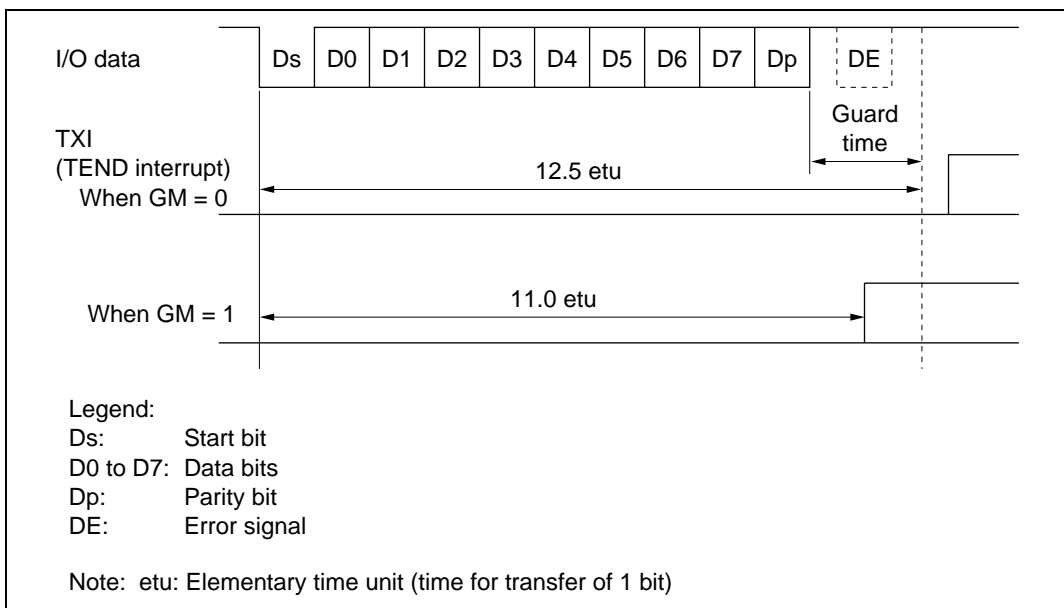 I/O data Ds D0 D1 D2 D3 D4 D5 D6 D7 Dp DE
Guard
time
TXI
(TEND interrupt)
When GM = 0
12.5 etu
When GM = 1
11.0 etu
Legend:
Ds: Start bit
D0 to D7: Data bits
Dp: Parity bit
DE: Error signal
Note: etu: Elementary time unit (time for transfer of 1 bit)